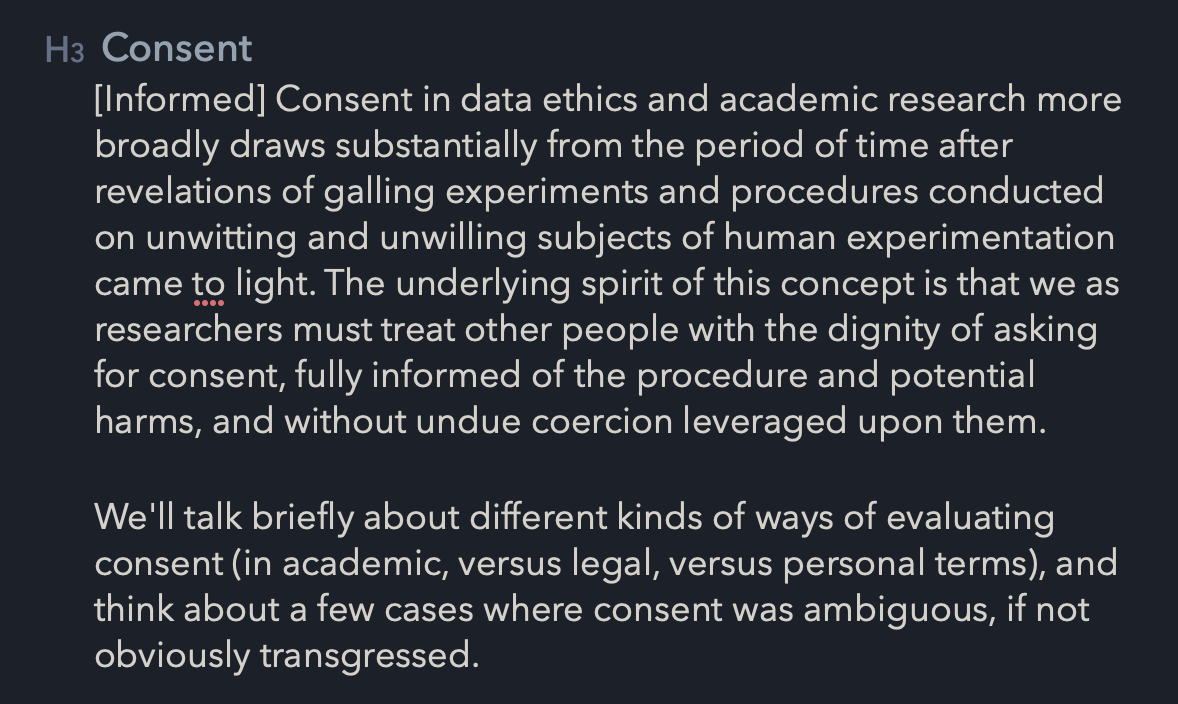 H3 Consent
[Informed] Consent in data ethics and academic research more
broadly draws substantially from the period of time after
revelations of galling experiments and procedures conducted
on unwitting and unwilling subjects of human experimentation
came to light. The underlying spirit of this concept is that we as
researchers must treat other people with the dignity of asking
for consent, fully informed of the procedure and potential
harms, and without undue coercion leveraged upon them.
We'll talk briefly about different kinds of ways of evaluating
consent (in academic, versus legal, versus personal terms), and
think about a few cases where consent was ambiguous, if not
obviously transgressed.